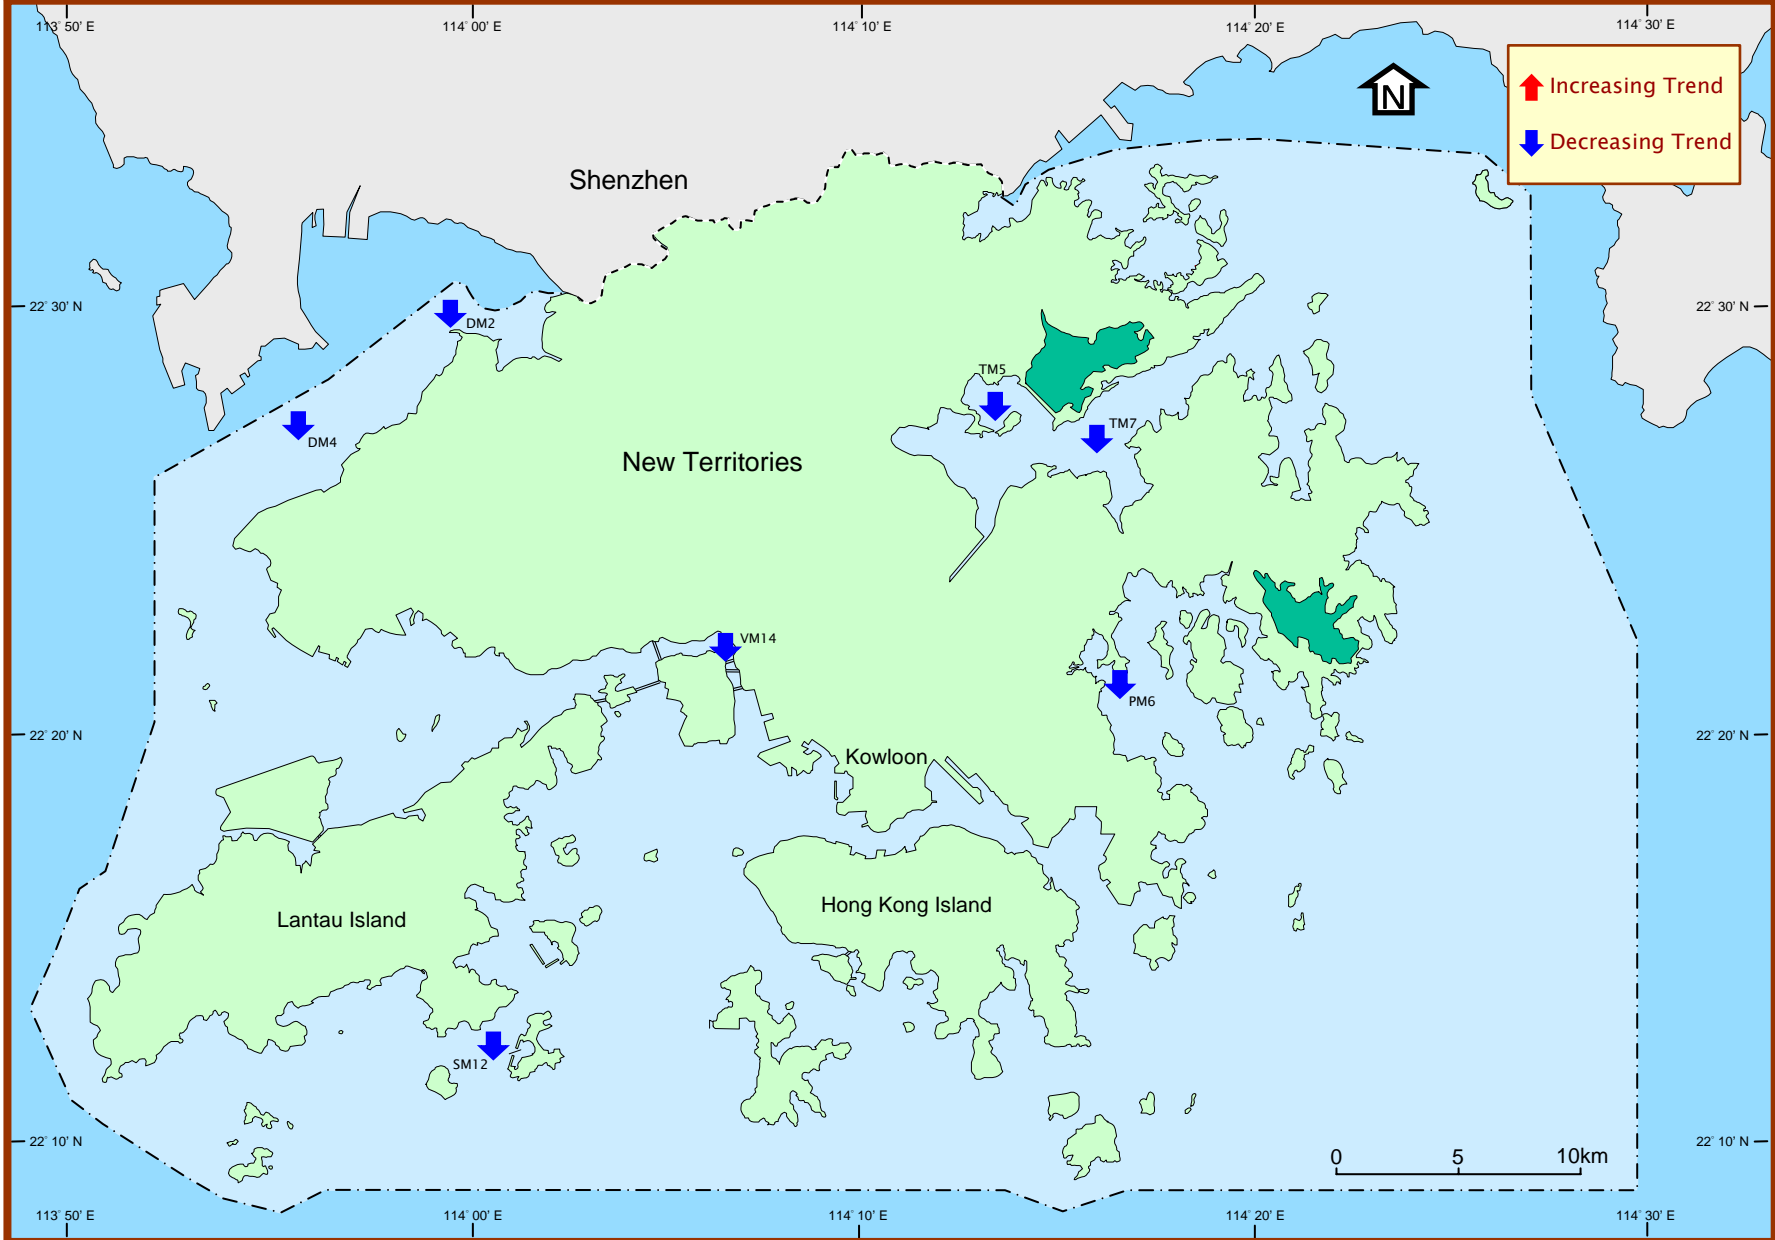 113° 50' E
114° 00' E
114° 10' E
114° 20' E
114° 30' E
N
Increasing Trend
Decreasing Trend
Shenzhen
22° 30' N
22° 30' N
DM2
TM5
TM7
DM4
New Territories
VM14
PM6
22° 20' N
22° 20' N
Kowloon
Hong Kong Island
Lantau Island
SM12
22° 10' N
22° 10' N
0 5 10km
113° 50' E
114° 00' E
114° 10' E
114° 20' E
114° 30' E